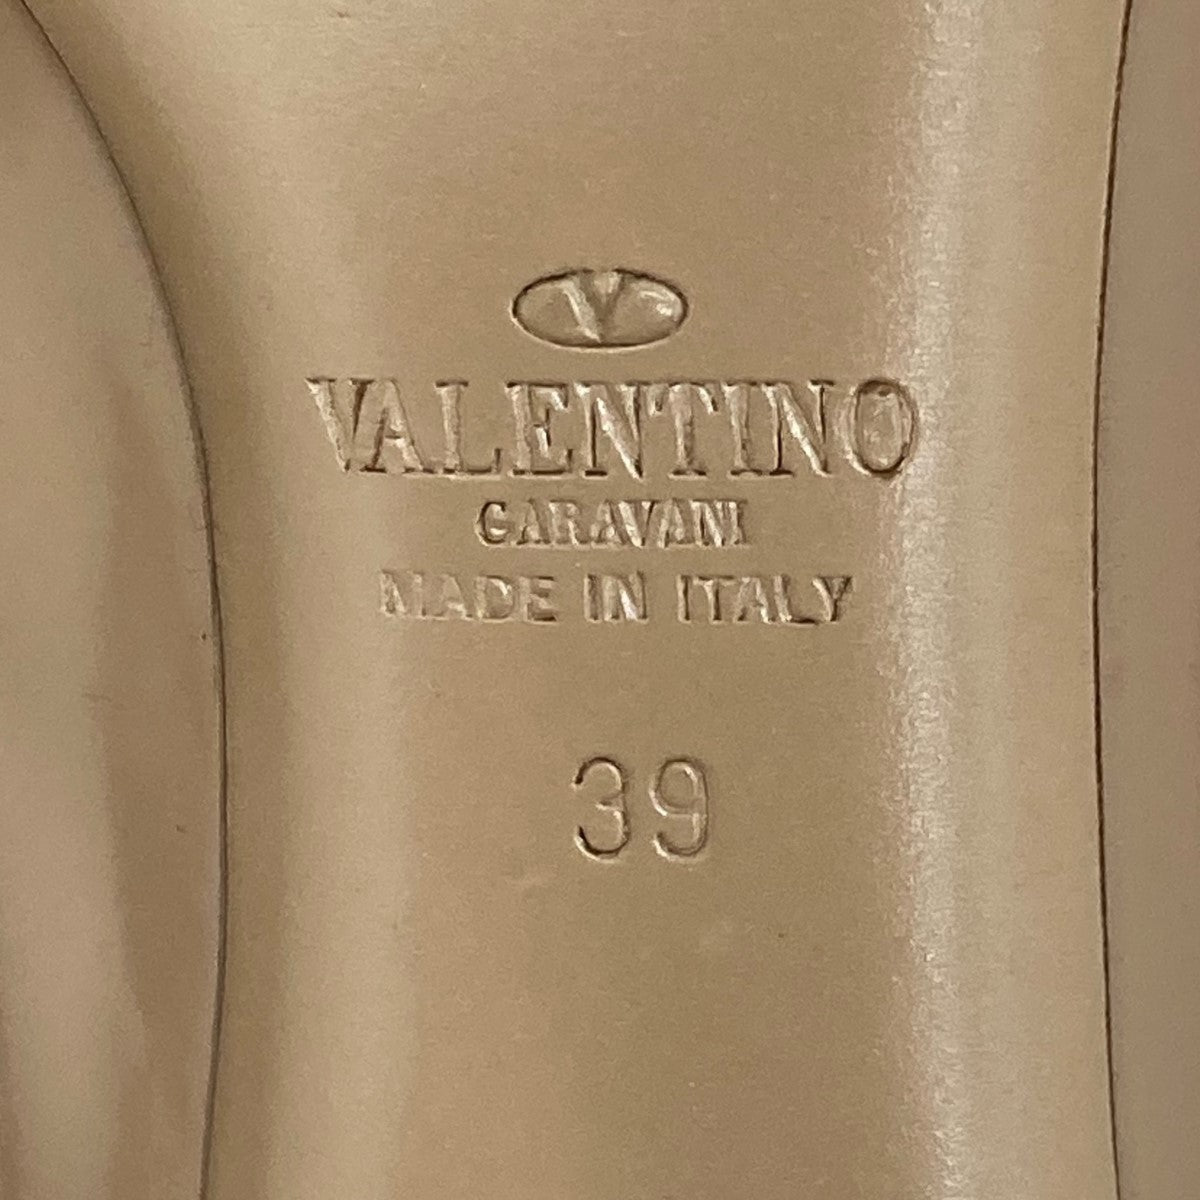 V
VALENTINO
GARAVANI
MADE IN ITALY
39